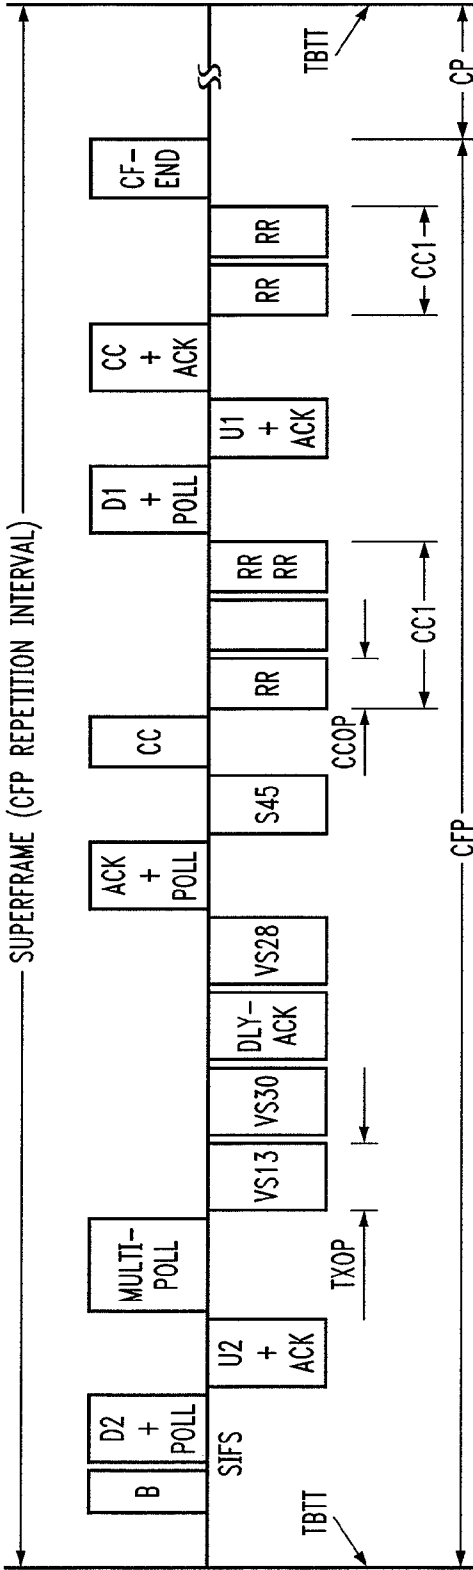 SUPERFRAME (CFP REPETITION INTERVAL)
B
D2
+
POLL
MULTI-
POLL
ACK
+
POLL
CC
D1
+
POLL
CC
+
ACK
CF-
END
SIFS
U2
+
ACK
VS13
VS30
DLY-
ACK
VS28
S45
RR
RR
RR
U1
+
ACK
RR
RR
TBTT
TXOP
CCOP
CC1
CC1
TBTT
CFP
CP